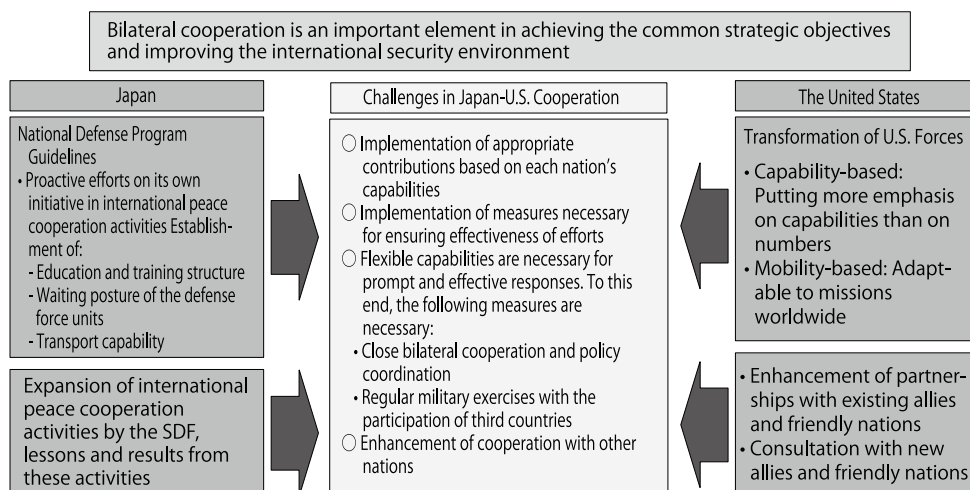 Bilateral cooperation is an important element in achieving the common strategic objectives
and improving the international security environment
Japan
National Defense Program
Guidelines
• Proactive efforts on its own
initiative in international peace
cooperation activities Establish-
ment of:
- Education and training structure
- Waiting posture of the defense
force units
- Transport capability
Expansion of international
peace cooperation
activities by the SDF,
lessons and results from
these activities
Challenges in Japan-U.S. Cooperation
○ Implementation of appropriate
contributions based on each nation's
capabilities
○ Implementation of measures necessary
for ensuring effectiveness of efforts
○ Flexible capabilities are necessary for
prompt and effective responses. To this
end, the following measures are
necessary:
• Close bilateral cooperation and policy
coordination
• Regular military exercises with the
participation of third countries
○ Enhancement of cooperation with other
nations
The United States
Transformation of U.S. Forces
• Capability-based:
Putting more emphasis
on capabilities than on
numbers
• Mobility-based: Adapt-
able to missions
worldwide
• Enhancement of partner-
ships with existing allies
and friendly nations
• Consultation with new
allies and friendly nations